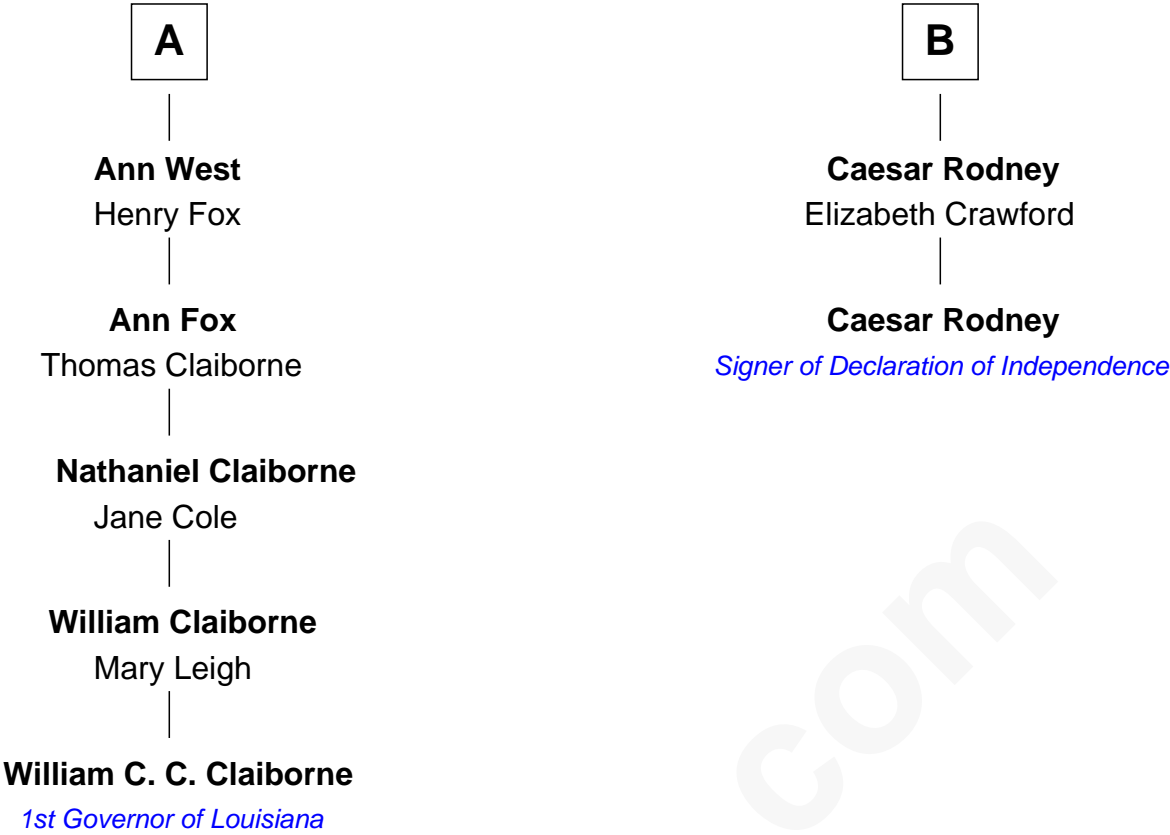 A
Ann West
Henry Fox
Ann Fox
Thomas Claiborne
Nathaniel Claiborne
Jane Cole
William Claiborne
Mary Leigh
William C. C. Claiborne
1st Governor of Louisiana
B
Caesar Rodney
Elizabeth Crawford
Caesar Rodney
Signer of Declaration of Independence
com